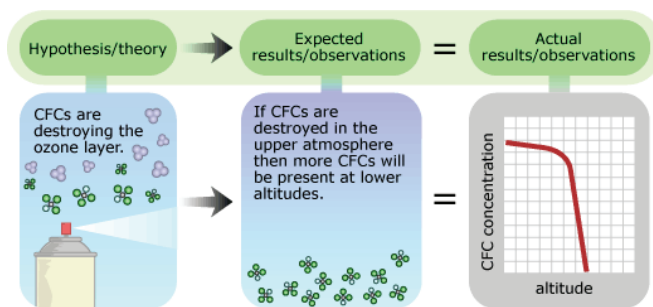 Hypothesis/theory
Expected
results/observations
=
Actual
results/observations
CFCs are
destroying the
ozone layer.
If CFCs are
destroyed in the
upper atmosphere
then more CFCs will
be present at lower
altitudes.
=
CFC concentration
altitude